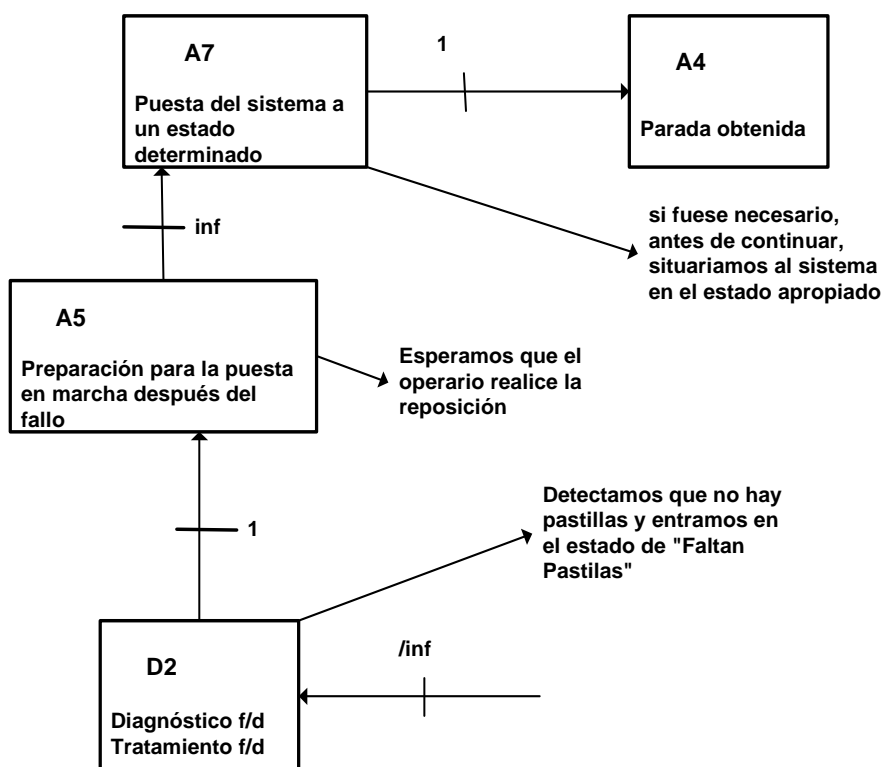 A7
Puesta del sistema a
un estado
determinado
1
A4
Parada obtenida
si fuese necesario,
antes de continuar,
situariamos al sistema
en el estado apropiado
inf
A5
Preparación para la puesta
en marcha después del
fallo
Esperamos que el
operario realice la
reposición
1
Detectamos que no hay
pastillas y entramos en
el estado de "Faltan
Pastilas"
D2
Diagnóstico f/d
Tratamiento f/d
/inf